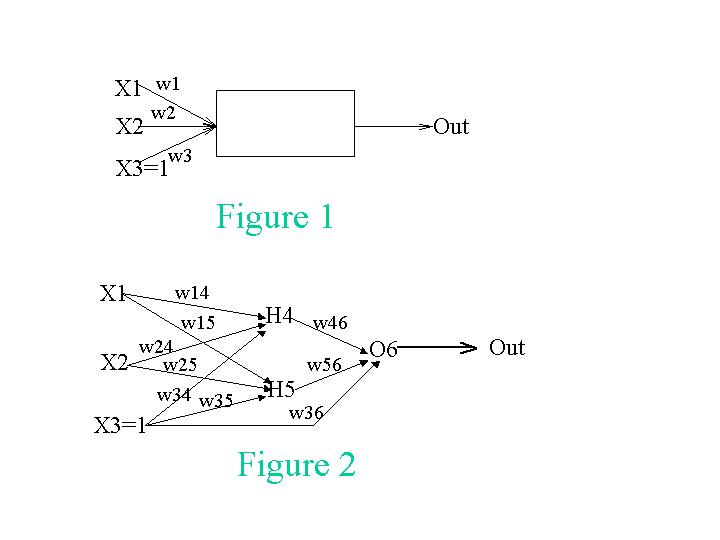 X1 w1
w2
X2 Out
w3
X3=1
Figure 1
X1 w14
w15 H4 w46
w24 O6 Out
X2 w25 w56
w34 w35 H5
w36
X3=1
Figure 2